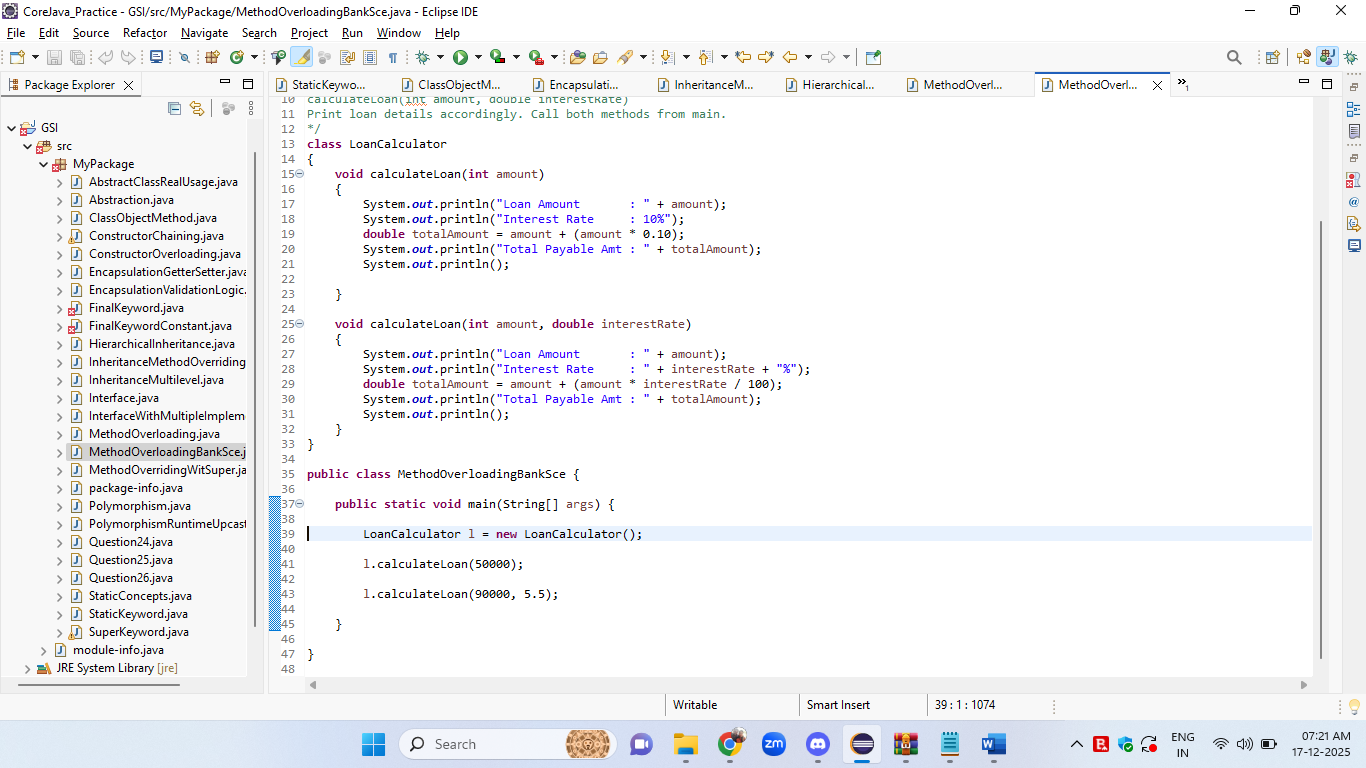 CoreJava_Practice - GSI/src/MyPackage/MethodOverloadingBankSce.java - Eclipse IDE
File Edit Source Refactor Navigate Search Project Run Window Help
Package Explorer
StaticKeywo... ClassObjectM... Encapsulati... InheritanceM... Hierarchical... MethodOverl... MethodOverl... »1
GSI
src
MyPackage
AbstractClassRealUsage.java
Abstraction.java
ClassObjectMethod.java
ConstructorChaining.java
ConstructorOverloading.java
EncapsulationGetterSetter.java
EncapsulationValidationLogic.
FinalKeyword.java
FinalKeywordConstant.java
HierarchicalInheritance.java
InheritanceMethodOverriding
InheritanceMultilevel.java
Interface.java
InterfaceWithMultipleImplem
MethodOverloading.java
MethodOverloadingBankSce.j
MethodOverridingWitSuper.ja
package-info.java
Polymorphism.java
PolymorphismRuntimeUpcast
Question24.java
Question25.java
Question26.java
StaticConcepts.java
StaticKeyword.java
SuperKeyword.java
module-info.java
JRE System Library [jre]
10 calculateLoan(int amount, double interestRate)
11 Print loan details accordingly. Call both methods from main.
12 */
13 class LoanCalculator
14 {
15     void calculateLoan(int amount)
16     {
17         System.out.println("Loan Amount       : " + amount);
18         System.out.println("Interest Rate     : 10%");
19         double totalAmount = amount + (amount * 0.10);
20         System.out.println("Total Payable Amt : " + totalAmount);
21         System.out.println();
22
23     }
24
25     void calculateLoan(int amount, double interestRate)
26     {
27         System.out.println("Loan Amount       : " + amount);
28         System.out.println("Interest Rate     : " + interestRate + "%");
29         double totalAmount = amount + (amount * interestRate / 100);
30         System.out.println("Total Payable Amt : " + totalAmount);
31         System.out.println();
32     }
33 }
34
35 public class MethodOverloadingBankSce {
36
37     public static void main(String[] args) {
38
39         LoanCalculator l = new LoanCalculator();
40
41         l.calculateLoan(50000);
42
43         l.calculateLoan(90000, 5.5);
44
45     }
46
47 }
48
Writable Smart Insert 39 : 1 : 1074
Search
zm
ENG
IN
07:21 AM
17-12-2025